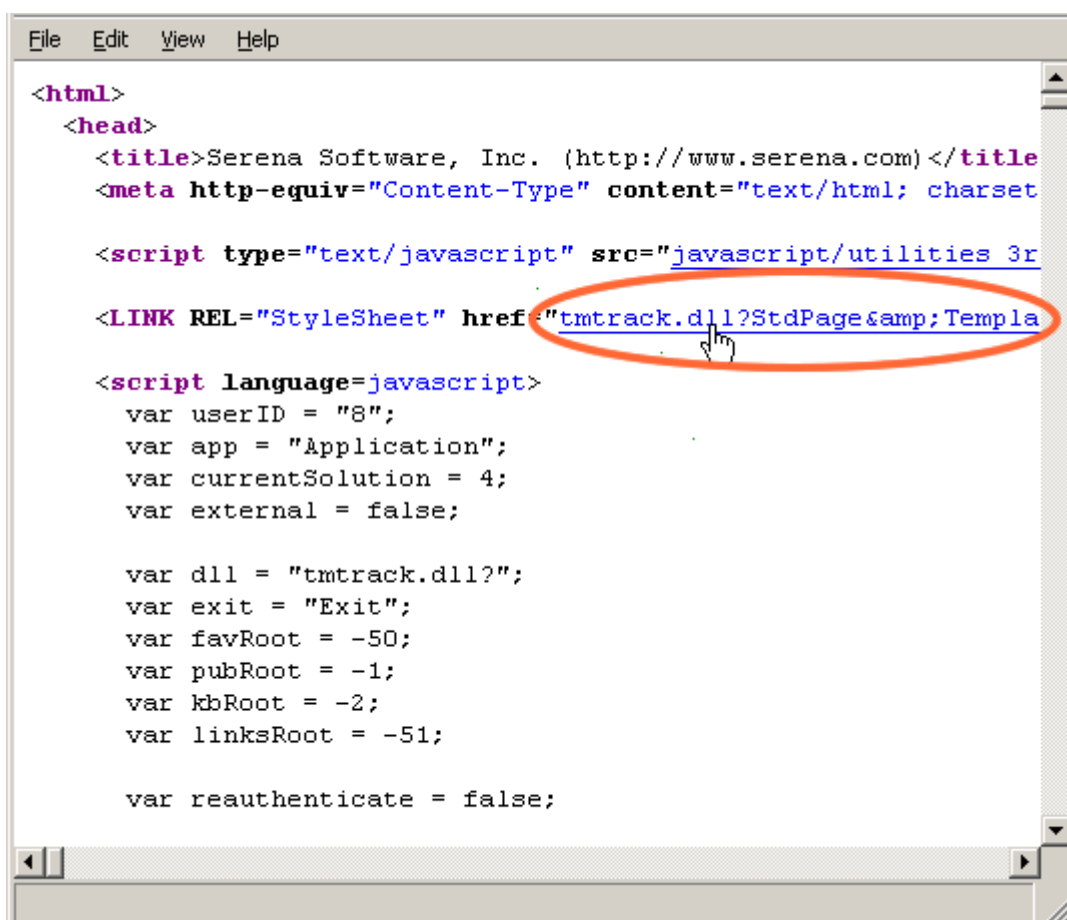 File Edit View Help
<html>
<head>
<title>Serena Software, Inc. (http://www.serena.com)</title
<meta http-equiv="Content-Type" content="text/html; charset
<script type="text/javascript" src="javascript/utilities 3r
<LINK REL="StyleSheet" href="tmtrack.dll?StdPage&amp;Templa
<script language=javascript>
var userID = "8";
var app = "Application";
var currentSolution = 4;
var external = false;
var dll = "tmtrack.dll?";
var exit = "Exit";
var favRoot = -50;
var pubRoot = -1;
var kbRoot = -2;
var linksRoot = -51;
var reauthenticate = false;